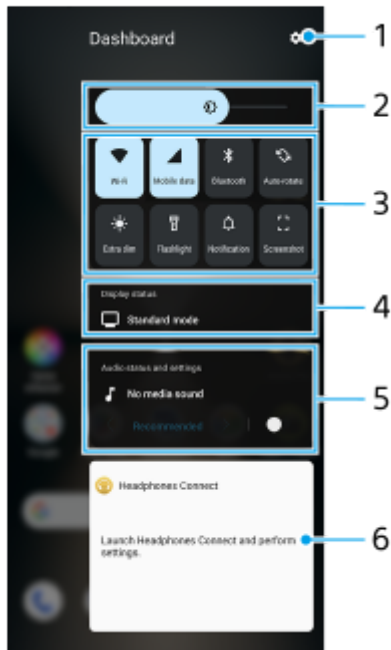 Dashboard
1
2
Wi-Fi
Mobile data
Bluetooth
Auto-rotate
3
Extra dim
Flashlight
Notification
Screenshot
Display status
4
Standard mode
Audio status and settings
No media sound
5
Recommended
Headphones Connect
Launch Headphones Connect and perform
6
settings.